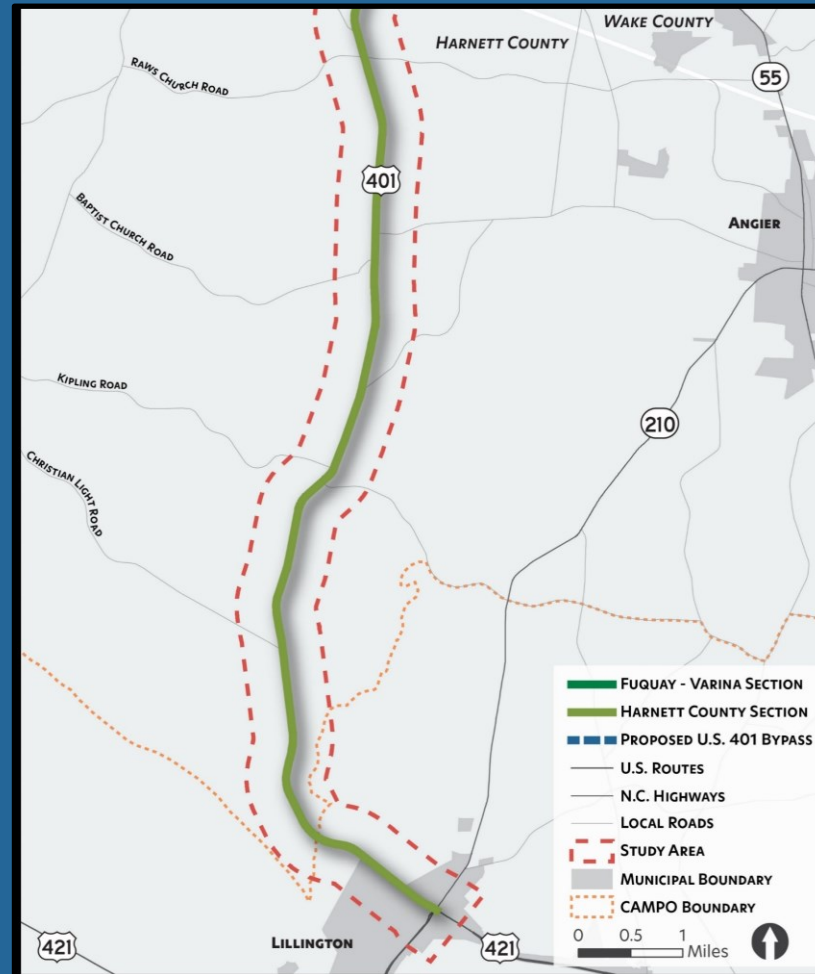 WAKE COUNTY
HARNETT COUNTY
RAWS CHURCH ROAD
55
401
BAPTIST CHURCH ROAD
ANGIER
KIPLING ROAD
210
CHRISTIAN LIGHT ROAD
FUQUAY - VARINA SECTION
HARNETT COUNTY SECTION
PROPOSED U.S. 401 BYPASS
U.S. ROUTES
N.C. HIGHWAYS
LOCAL ROADS
STUDY AREA
MUNICIPAL BOUNDARY
CAMPO BOUNDARY
0 0.5 1
Miles
LILLINGTON
421
421